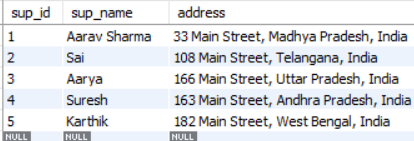 sup_id sup_name address
1 Aarav Sharma 33 Main Street, Madhya Pradesh, India
2 Sai 108 Main Street, Telangana, India
3 Aarya 166 Main Street, Uttar Pradesh, India
4 Suresh 163 Main Street, Andhra Pradesh, India
5 Karthik 182 Main Street, West Bengal, India
NULL NULL NULL